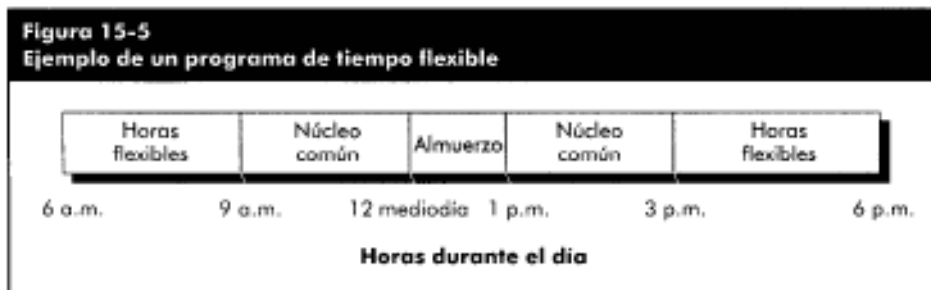 Figura 15-5
Ejemplo de un programa de tiempo flexible
Horas flexibles
Núcleo común
Almuerzo
Núcleo común
Horas flexibles
6 a.m. 9 a.m. 12 mediodía 1 p.m. 3 p.m. 6 p.m.
Horas durante el día